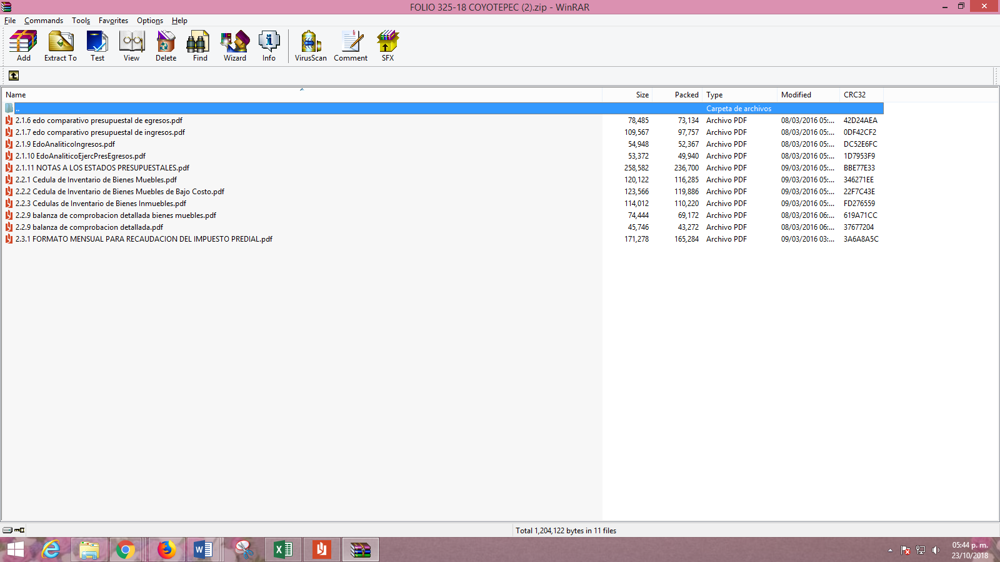 FOLIO 325-18 COYOTEPEC (2).zip - WinRAR
File Commands Tools Favorites Options Help
Add Extract To Test View Delete Find Wizard Info VirusScan Comment SFX
Name Size Packed Type Modified CRC32
.. Carpeta de archivos
2.1.6 edo comparativo presupuestal de egresos.pdf 78,485 73,134 Archivo PDF 08/03/2016 05:... 42D24AEA
2.1.7 edo comparativo presupuestal de ingresos.pdf 109,567 97,757 Archivo PDF 08/03/2016 05:... 0DF42CF2
2.1.9 EdoAnaliticoIngresos.pdf 54,948 52,367 Archivo PDF 08/03/2016 05:... DC52E6FC
2.1.10 EdoAnaliticoEjercPresEgresos.pdf 53,372 49,940 Archivo PDF 08/03/2016 05:... 1D7953F9
2.1.11 NOTAS A LOS ESTADOS PRESUPUESTALES.pdf 258,582 236,700 Archivo PDF 09/03/2016 05:... BBE77E33
2.2.1 Cedula de Inventario de Bienes Muebles.pdf 120,122 116,285 Archivo PDF 09/03/2016 05:... 346271EE
2.2.2 Cedula de Inventario de Bienes Muebles de Bajo Costo.pdf 123,566 119,886 Archivo PDF 09/03/2016 05:... 22F7C43E
2.2.3 Cedulas de Inventario de Bienes Inmuebles.pdf 114,012 110,220 Archivo PDF 09/03/2016 05:... FD276559
2.2.9 balanza de comprobacion detallada bienes muebles.pdf 74,444 69,172 Archivo PDF 08/03/2016 06:... 619A71CC
2.2.9 balanza de comprobacion detallada.pdf 45,746 43,272 Archivo PDF 08/03/2016 06:... 37677204
2.3.1 FORMATO MENSUAL PARA RECAUDACION DEL IMPUESTO PREDIAL.pdf 171,278 165,284 Archivo PDF 09/03/2016 03:... 3A6A8A5C
Total 1,204,122 bytes in 11 files
05:44 p. m.
23/10/2018